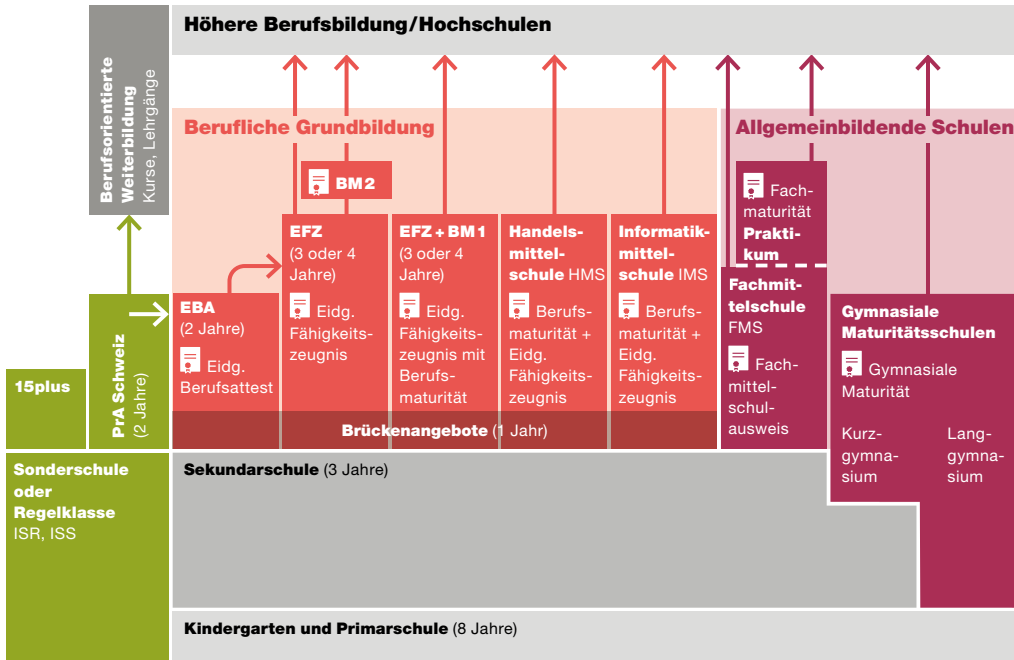 Höhere Berufsbildung/Hochschulen
Berufsorientierte
Weiterbildung
Kurse, Lehrgänge
Berufliche Grundbildung
Allgemeinbildende Schulen
BM 2
EFZ
(3 oder 4
Jahre)
Eidg.
Fähigkeits-
zeugnis
EFZ + BM 1
(3 oder 4
Jahre)
Eidg.
Fähigkeits-
zeugnis mit
Berufs-
maturität
Handels-
mittel-
schule HMS
Berufs-
maturität +
Eidg.
Fähigkeits-
zeugnis
Informatik-
mittel-
schule IMS
Berufs-
maturität +
Eidg.
Fähigkeits-
zeugnis
Fach-
maturität
Prakti-
kum
Fachmit-
telschule
FMS
Fach-
mittel-
schul-
ausweis
Gymnasiale
Maturitätsschulen
Gymnasiale
Maturität
Kurz-
gymna-
sium
Lang-
gymna-
sium
EBA
(2 Jahre)
Eidg.
Berufsattest
15plus
PrA Schweiz
(2 Jahre)
Brückenangebote (1 Jahr)
Sonderschule
oder
Regelklasse
ISR, ISS
Sekundarschule (3 Jahre)
Kindergarten und Primarschule (8 Jahre)